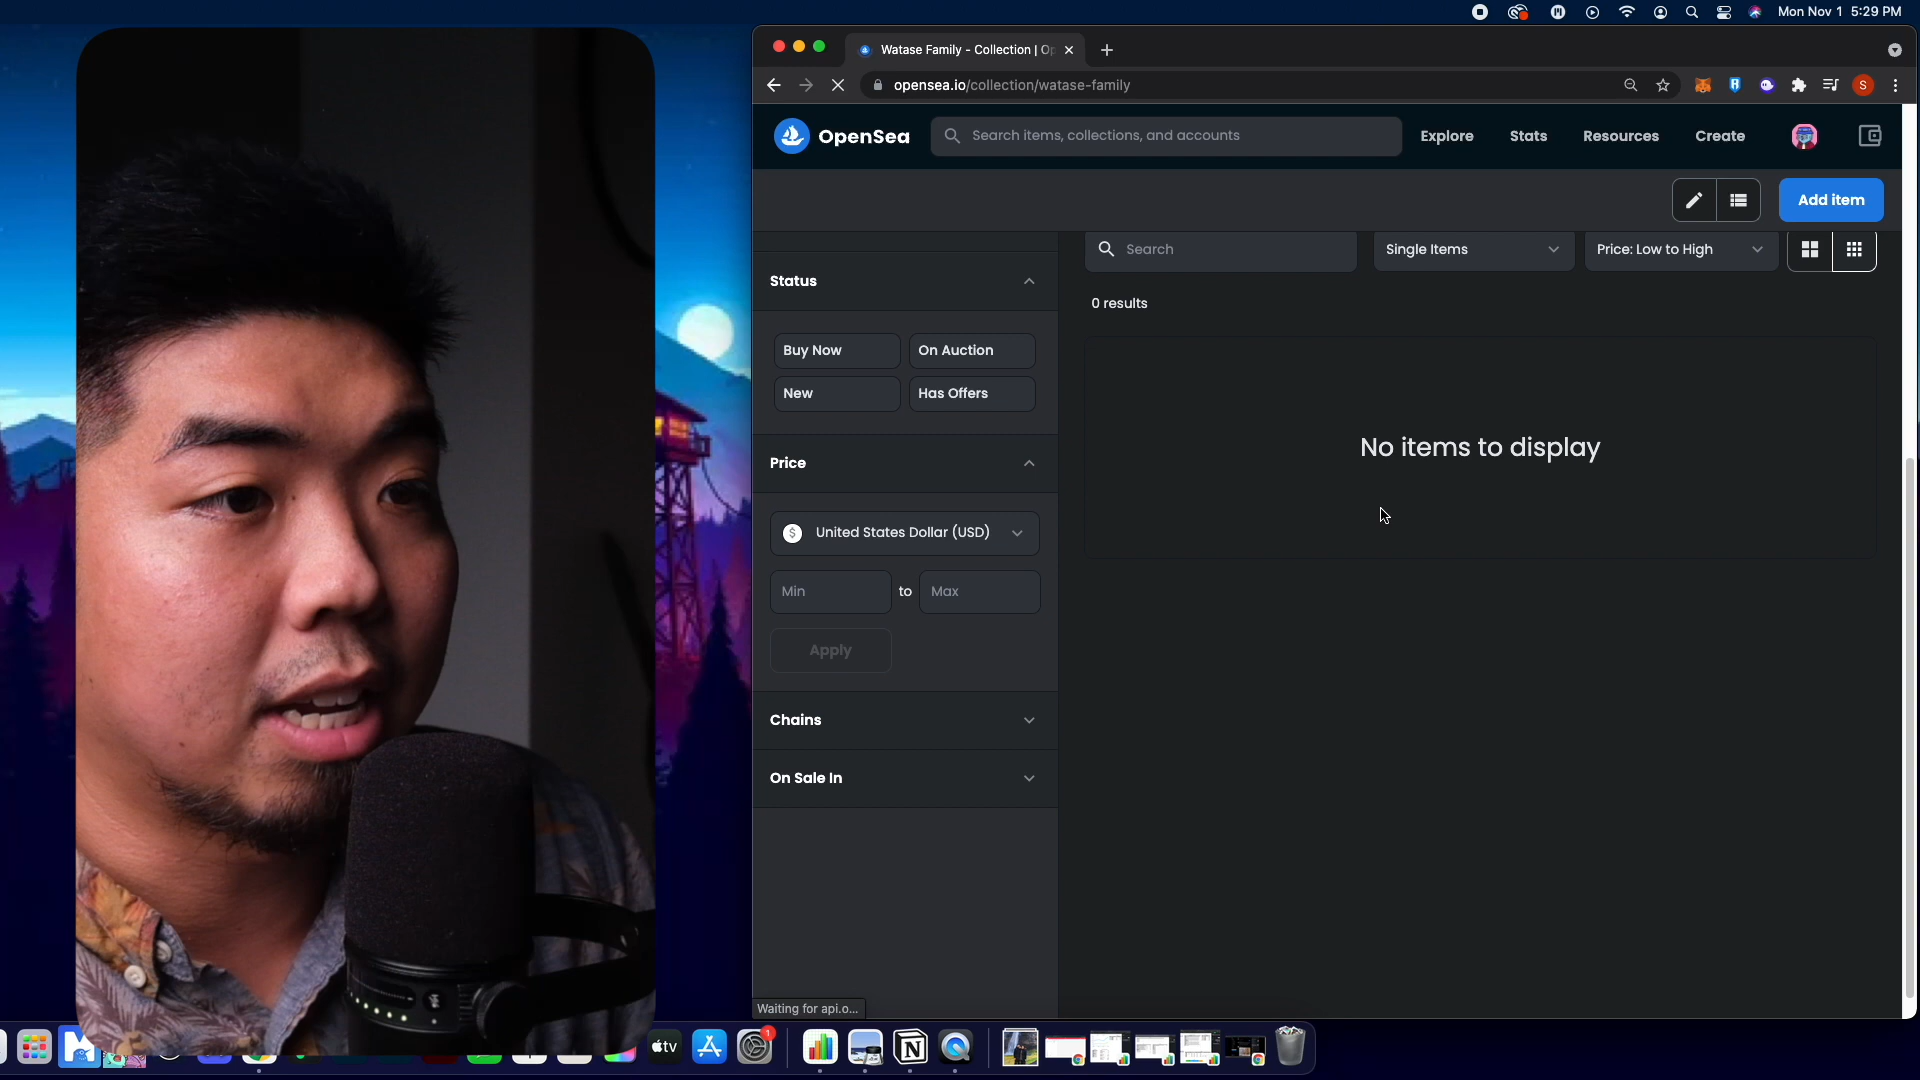 Mon Nov 1 5:29 PM
Watase Family - Collection | Op
opensea.io/collection/watase-family
S
OpenSea
Search items, collections, and accounts
Explore
Stats
Resources
Create
Add item
Search
Single Items
Price: Low to High
Status
0 results
Buy Now
On Auction
New
Has Offers
No items to display
Price
$
United States Dollar (USD)
Min
to
Max
Apply
Chains
On Sale In
Waiting for api.o...
tv
1